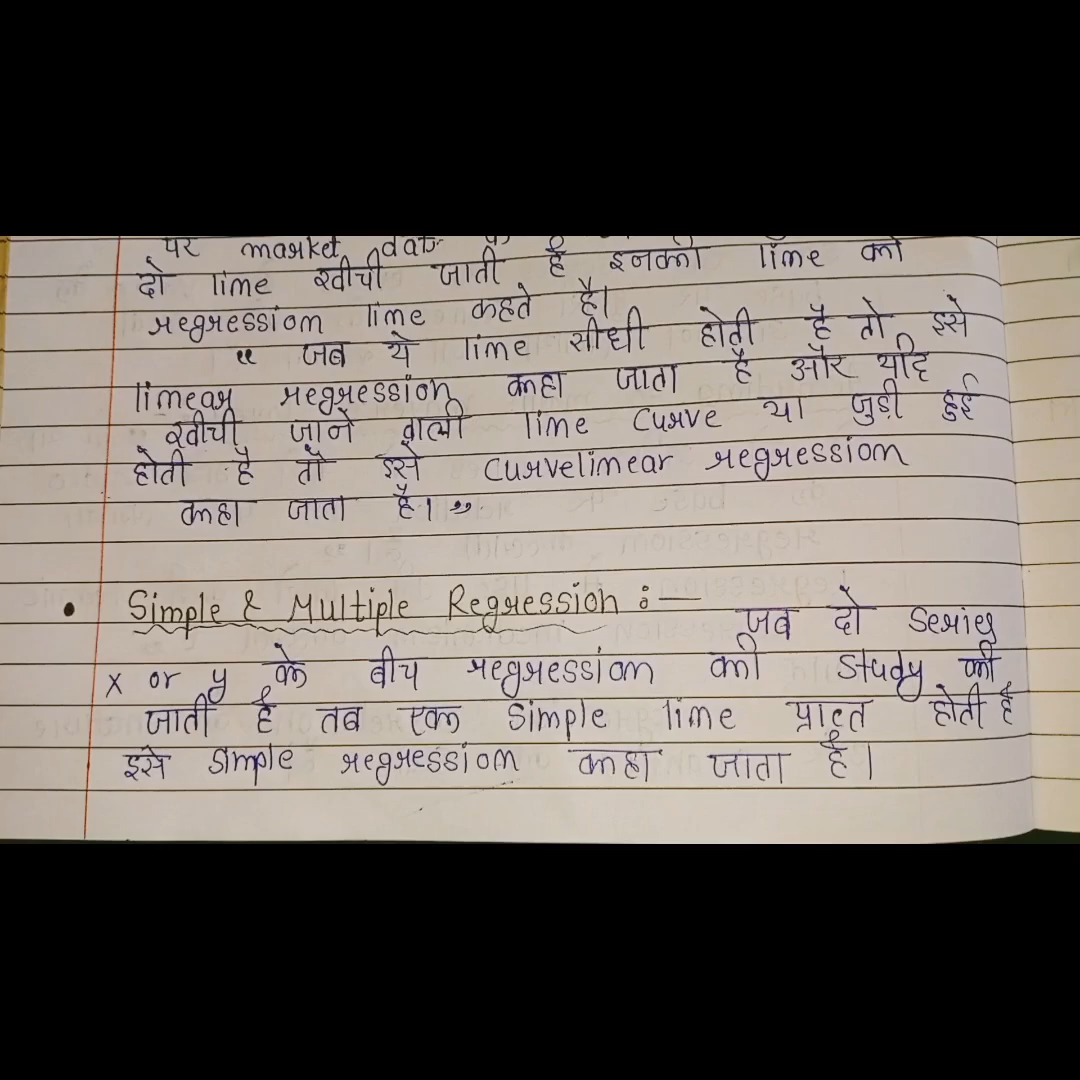 पर market
दो line खीची जाती है इनकी line को
regression line कहते है।
“ जब ये line सीधी होती है तो इसे
linear regression कहा जाता है और यदि
खीची जाने वाली line curve या जुड़ी हुई
होती है तो इसे curvelinear regression
कहा जाता है। ”
• Simple & Multiple Regression :—
जब दो series
x or y के बीच regression की study की
जाती है तब एक simple line प्राप्त होती है
इसे simple regression कहा जाता है।